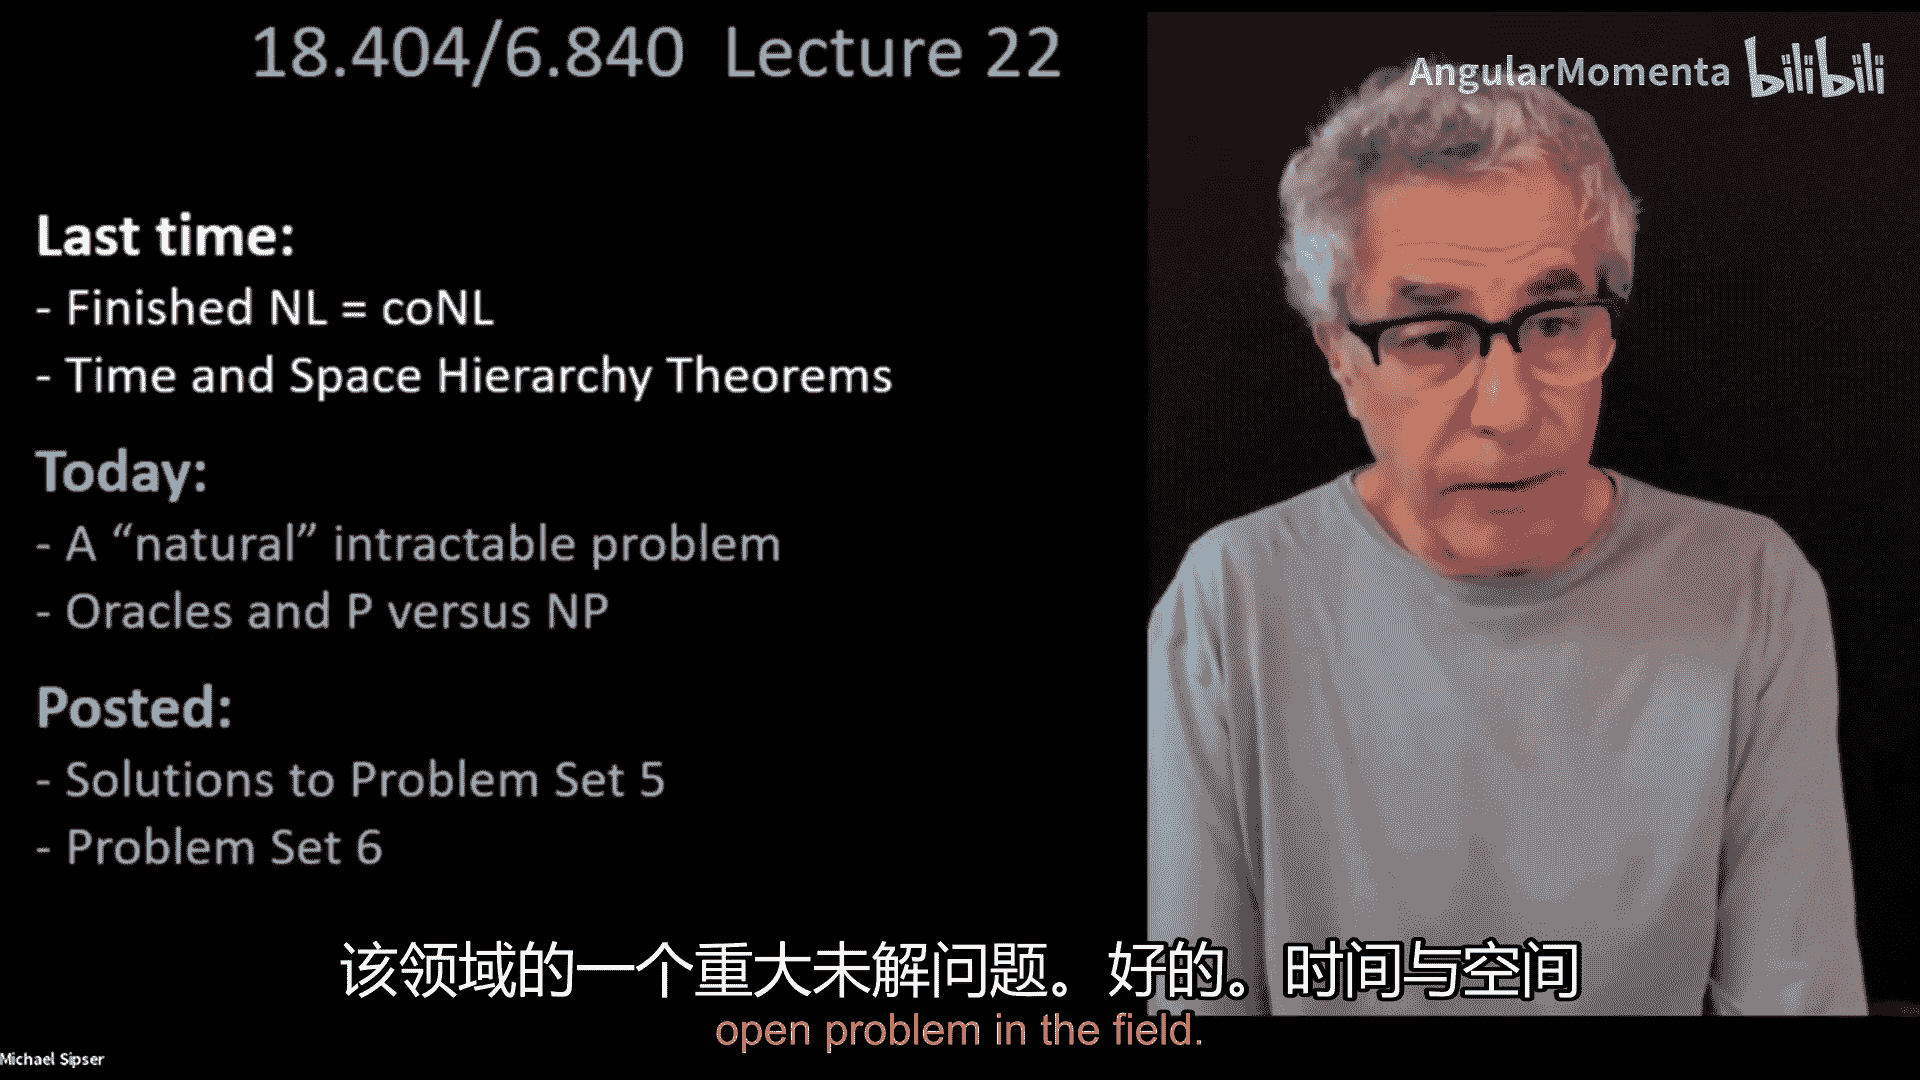 18.404/6.840 Lecture 22
AngularMomenta bilibili
Last time:
- Finished NL = coNL
- Time and Space Hierarchy Theorems
Today:
- A “natural” intractable problem
- Oracles and P versus NP
Posted:
- Solutions to Problem Set 5
- Problem Set 6
该领域的一个重大未解问题。好的。时间与空间
open problem in the field.
Michael Sipser